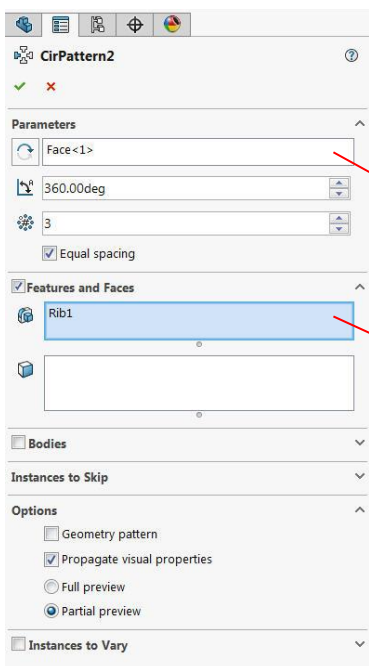 CirPattern2
Parameters
Face<1>
360.00deg
3
Equal spacing
Features and Faces
Rib1
Bodies
Instances to Skip
Options
Geometry pattern
Propagate visual properties
Full preview
Partial preview
Instances to Vary